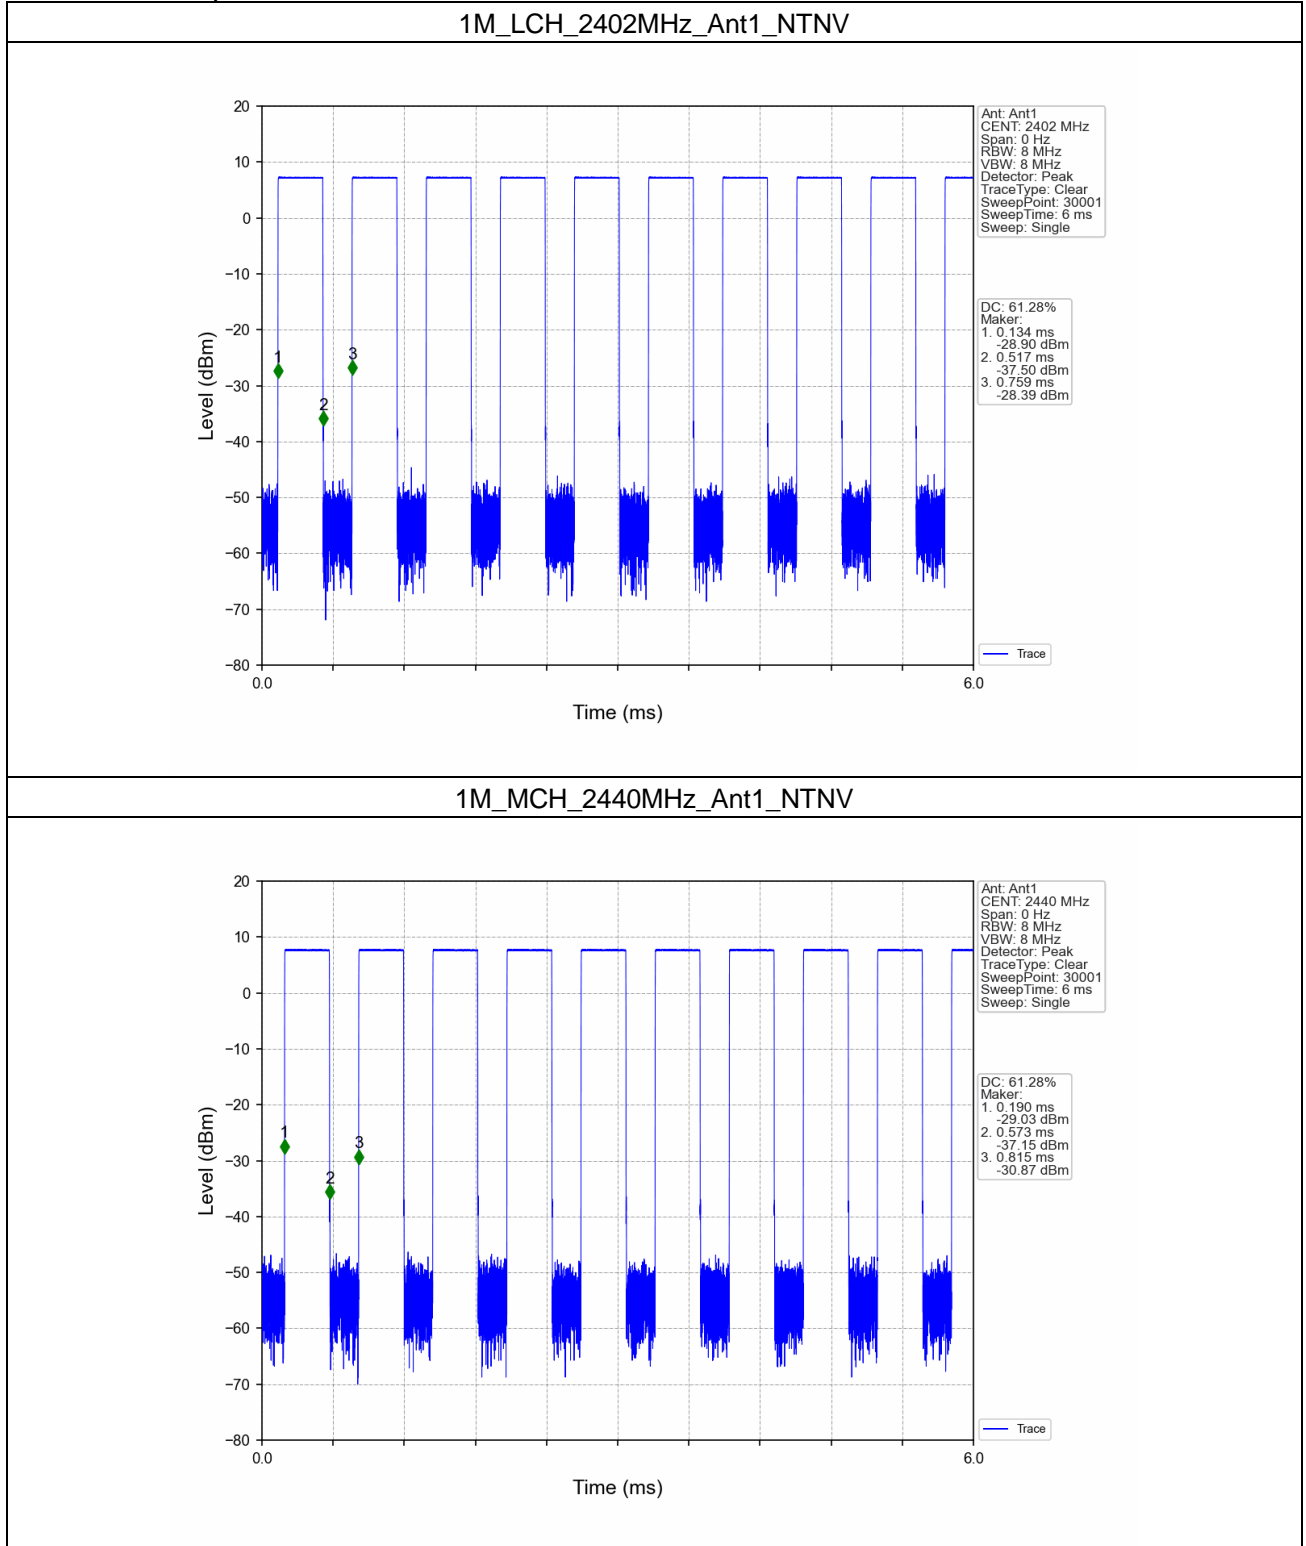 1M_LCH_2402MHz_Ant1_NTNV
20
10
0
−10
−20
−30
−40
−50
−60
−70
−80
Level (dBm)
0.0
6.0
Time (ms)
1
2
3
Ant: Ant1
CENT: 2402 MHz
Span: 0 Hz
RBW: 8 MHz
VBW: 8 MHz
Detector: Peak
TraceType: Clear
SweepPoint: 30001
SweepTime: 6 ms
Sweep: Single
DC: 61.28%
Maker:
1. 0.134 ms
-28.90 dBm
2. 0.517 ms
-37.50 dBm
3. 0.759 ms
-28.39 dBm
Trace
1M_MCH_2440MHz_Ant1_NTNV
20
10
0
−10
−20
−30
−40
−50
−60
−70
−80
Level (dBm)
0.0
6.0
Time (ms)
1
2
3
Ant: Ant1
CENT: 2440 MHz
Span: 0 Hz
RBW: 8 MHz
VBW: 8 MHz
Detector: Peak
TraceType: Clear
SweepPoint: 30001
SweepTime: 6 ms
Sweep: Single
DC: 61.28%
Maker:
1. 0.190 ms
-29.03 dBm
2. 0.573 ms
-37.15 dBm
3. 0.815 ms
-30.87 dBm
Trace